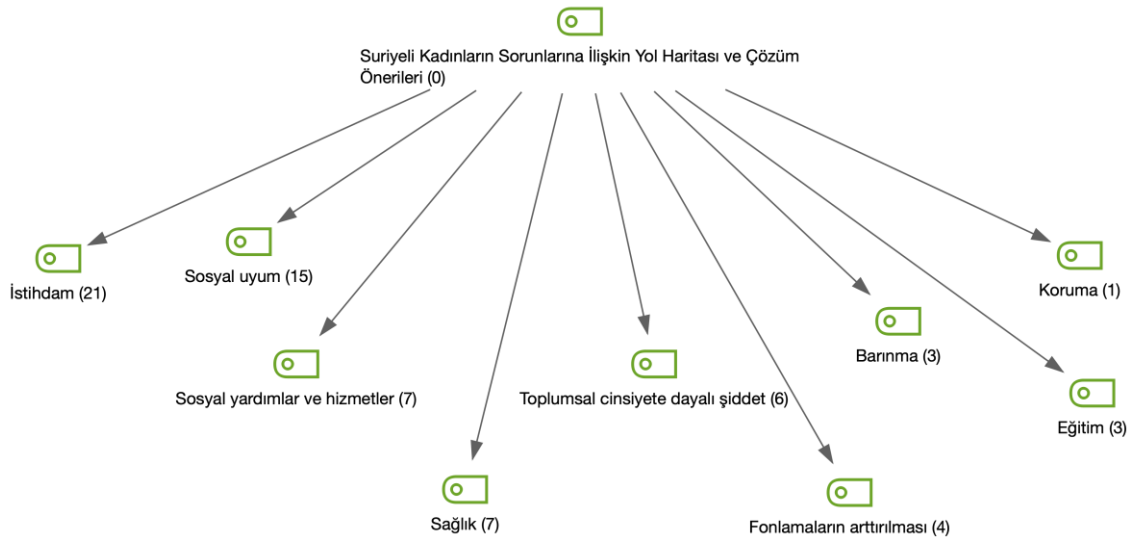 Suriyeli Kadınların Sorunlarına İlişkin Yol Haritası ve Çözüm
Önerileri (0)
İstihdam (21)
Sosyal uyum (15)
Koruma (1)
Barınma (3)
Sosyal yardımlar ve hizmetler (7)
Toplumsal cinsiyete dayalı şiddet (6)
Eğitim (3)
Sağlık (7)
Fonlamaların arttırılması (4)